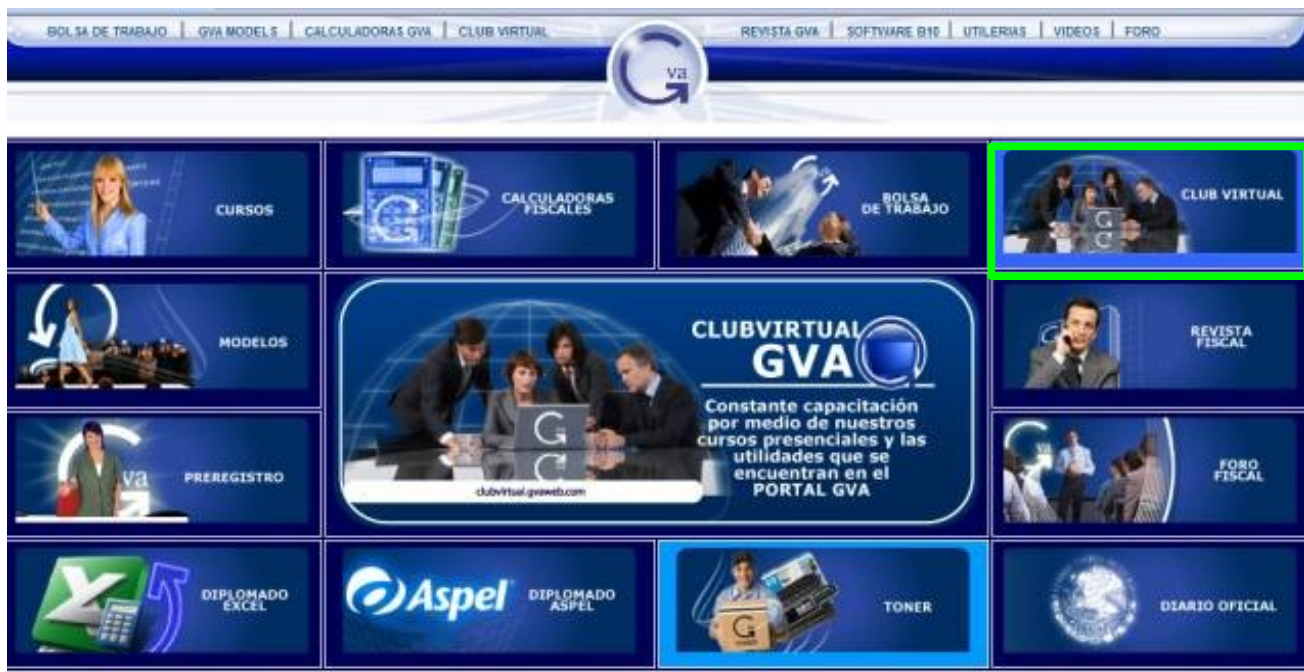 BOLSA DE TRABAJO | GVA MODELS | CALCULADORAS GVA | CLUB VIRTUAL
REVISTA GVA | SOFTWARE B10 | UTILERIAS | VIDEOS | FORO
Gva
CURSOS
CALCULADORAS
FISCALES
BOLSA
DE TRABAJO
CLUB VIRTUAL
MODELOS
CLUBVIRTUAL
GVA
Constante capacitación
por medio de nuestros
cursos presenciales y las
utilidades que se
encuentran en el
PORTAL GVA
clubvirtual.gvaweb.com
REVISTA
FISCAL
va
PREREGISTRO
FORO
FISCAL
DIPLOMADO
EXCEL
Aspel
DIPLOMADO
ASPEL
TONER
DIARIO OFICIAL